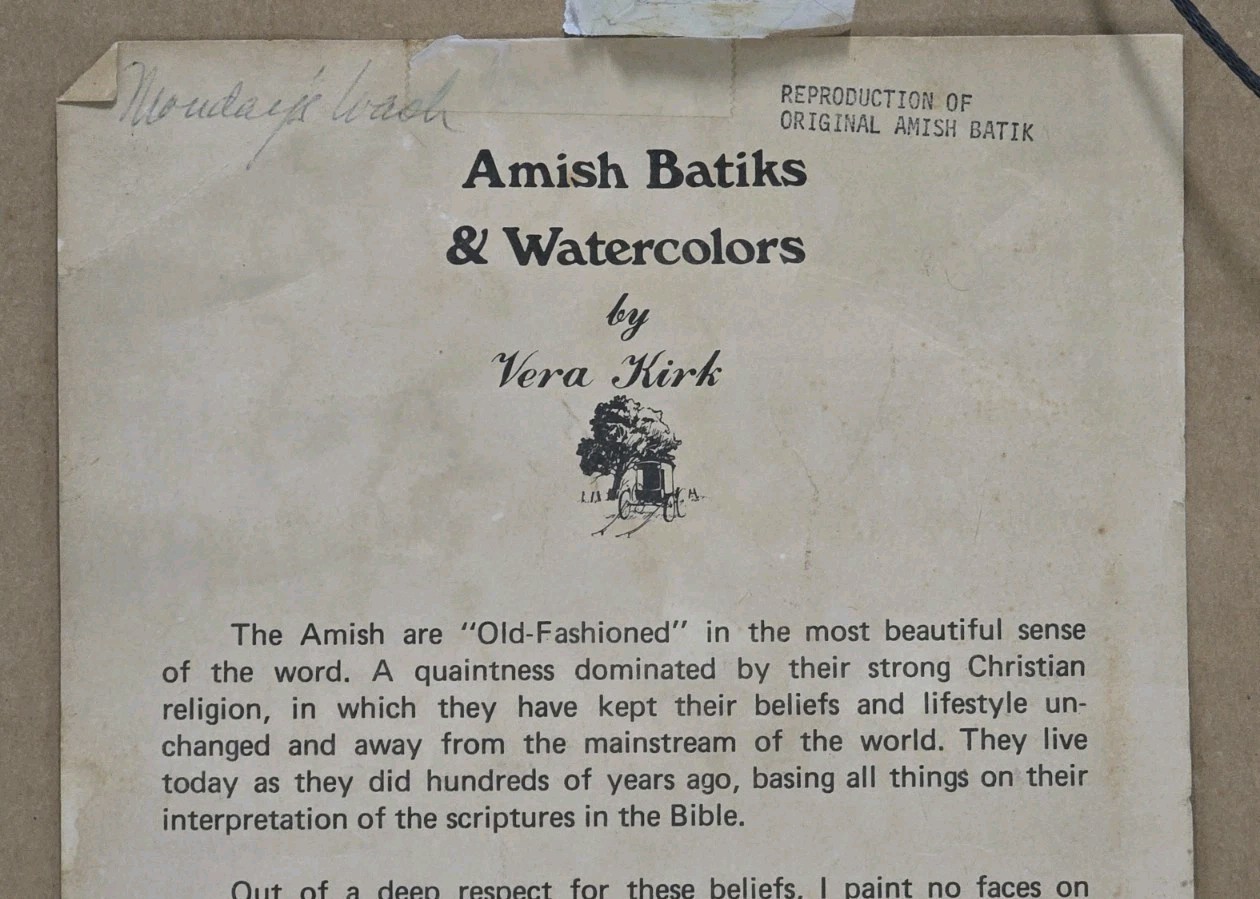 Monday's Wash
REPRODUCTION OF
ORIGINAL AMISH BATIK
Amish Batiks
& Watercolors
by
Vera Kirk
The Amish are "Old-Fashioned" in the most beautiful sense
of the word. A quaintness dominated by their strong Christian
religion, in which they have kept their beliefs and lifestyle un-
changed and away from the mainstream of the world. They live
today as they did hundreds of years ago, basing all things on their
interpretation of the scriptures in the Bible.
Out of a deep respect for these beliefs, I paint no faces on